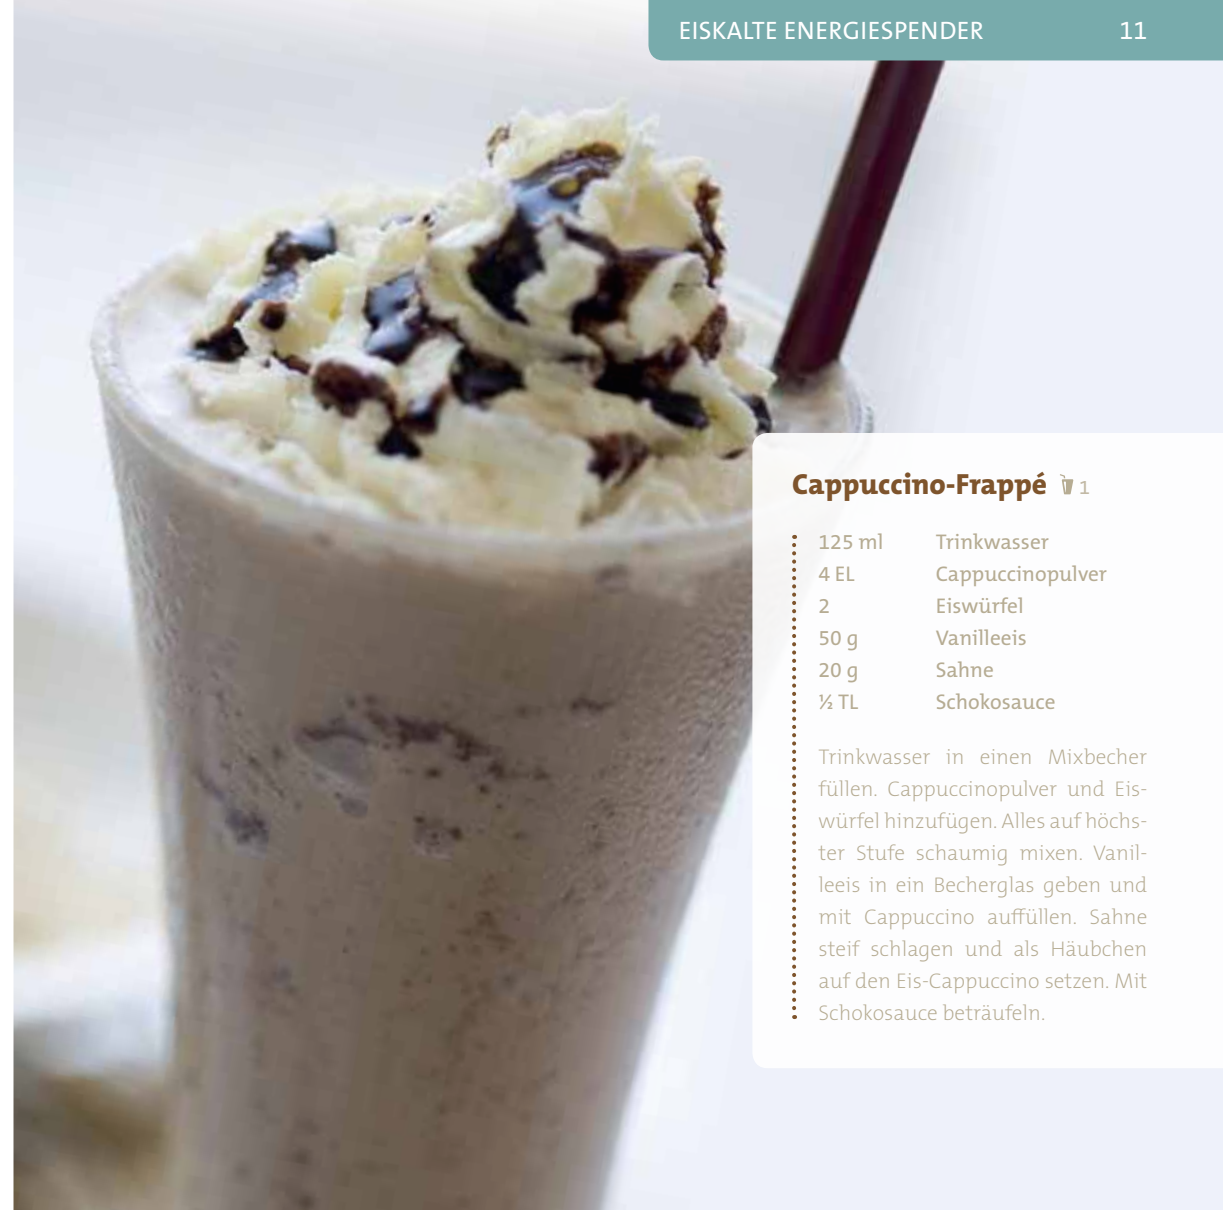 EISKALTE ENERGIESPENDER 11
Cappuccino-Frappé 1
125 ml Trinkwasser
4 EL Cappuccinopulver
2 Eiswürfel
50 g Vanilleeis
20 g Sahne
½ TL Schokosauce
Trinkwasser in einen Mixbecher
füllen. Cappuccinopulver und Eis-
würfel hinzufügen. Alles auf höchs-
ter Stufe schaumig mixen. Vanil-
leeis in ein Becherglas geben und
mit Cappuccino auffüllen. Sahne
steif schlagen und als Häubchen
auf den Eis-Cappuccino setzen. Mit
Schokosauce beträufeln.